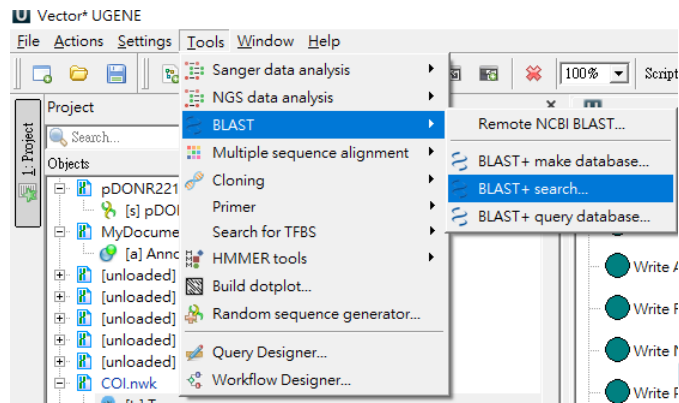 Vector* UGENE
File Actions Settings Tools Window Help
100% Script
1: Project
Project
Search...
Objects
pDONR221
[s] pDO
MyDocume
[a] Anno
[unloaded]
[unloaded]
[unloaded]
[unloaded]
[unloaded]
COI.nwk
Sanger data analysis
NGS data analysis
BLAST
Multiple sequence alignment
Cloning
Primer
Search for TFBS
HMMER tools
Build dotplot...
Random sequence generator...
Query Designer...
Workflow Designer...
Remote NCBI BLAST...
BLAST+ make database...
BLAST+ search...
BLAST+ query database...
Write A
Write F
Write N
Write F